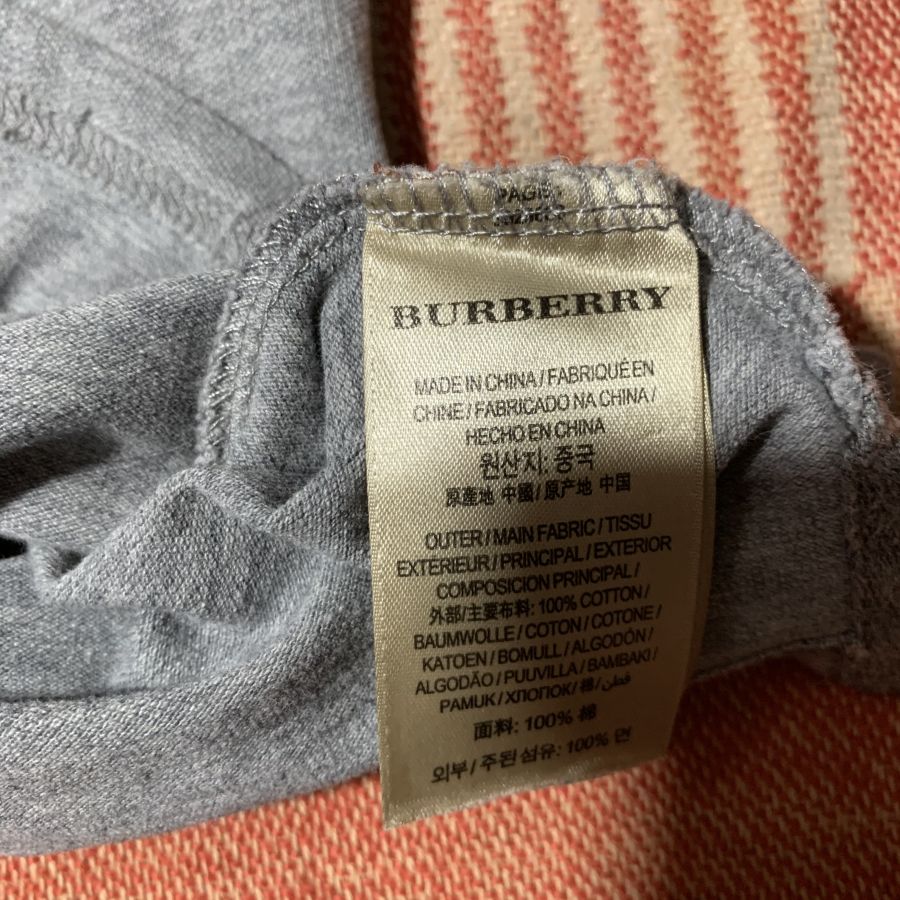 BURBERRY
MADE IN CHINA / FABRIQUÉ EN
CHINE / FABRICADO NA CHINA /
HECHO EN CHINA
원산지: 중국
原産地 中國 / 原产地 中国
OUTER / MAIN FABRIC / TISSU
EXTERIEUR / PRINCIPAL / EXTERIOR
COMPOSICION PRINCIPAL /
外部/主要布料: 100% COTTON /
BAUMWOLLE / COTON / COTONE /
KATOEN / BOMULL / ALGODÓN /
ALGODÃO / PUUVILLA / BAMBAKI /
PAMUK / ХЛОПОК / 棉 / قطن
面料: 100% 棉
외부 / 주된 섬유: 100% 면